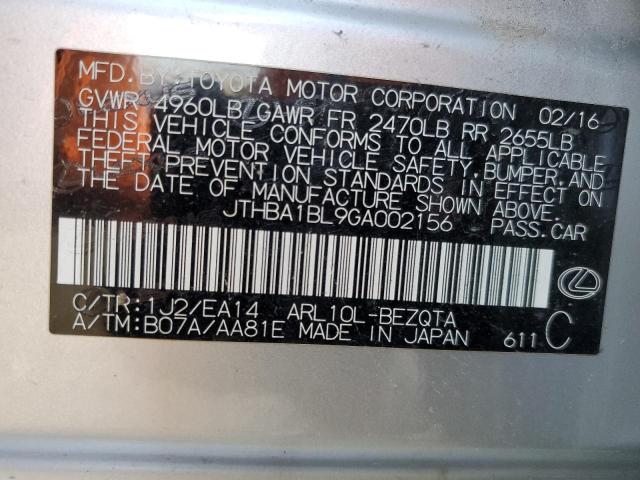 MFD. BY: TOYOTA MOTOR CORPORATION 02/16
GVWR 4960LB GAWR FR 2470LB RR 2655LB
THIS VEHICLE CONFORMS TO ALL APPLICABLE
FEDERAL MOTOR VEHICLE SAFETY, BUMPER, AND
THEFT PREVENTION STANDARDS IN EFFECT ON
THE DATE OF MANUFACTURE SHOWN ABOVE.
JTHBA1BL9GA002156 PASS. CAR
C/TR: 1J2/EA14 ARL10L-BEZQTA
A/TM: B07A/AA81E MADE IN JAPAN 611 C